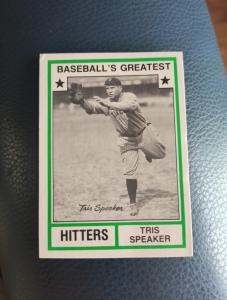 BASEBALL'S GREATEST
Tris Speaker
HITTERS
TRIS
SPEAKER